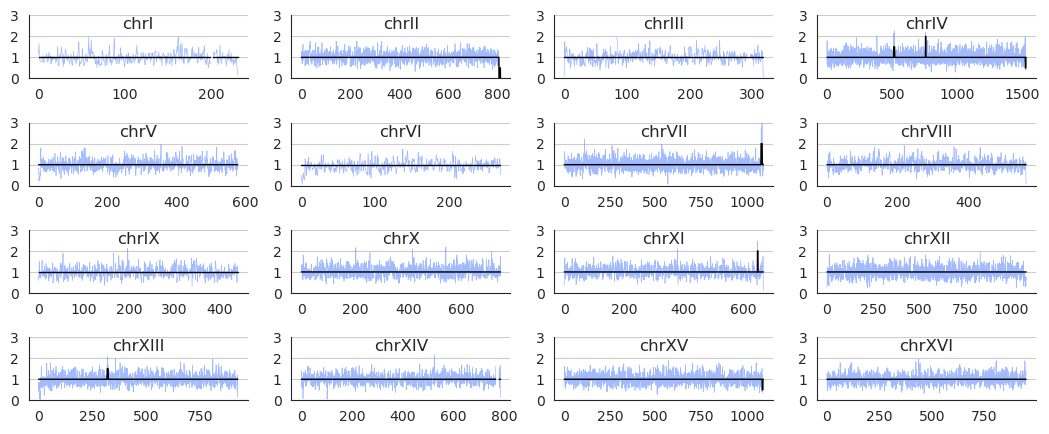 chrI chrII chrIII chrIV
3 3 3 3
2 2 2 2
1 1 1 1
0 0 0 0
0 100 200 0 200 400 600 800 0 100 200 300 0 500 1000 1500
chrV chrVI chrVII chrVIII
3 3 3 3
2 2 2 2
1 1 1 1
0 0 0 0
0 200 400 600 0 100 200 0 250 500 750 1000 0 200 400
chrIX chrX chrXI chrXII
3 3 3 3
2 2 2 2
1 1 1 1
0 0 0 0
0 100 200 300 400 0 200 400 600 0 200 400 600 0 250 500 750 1000
chrXIII chrXIV chrXV chrXVI
3 3 3 3
2 2 2 2
1 1 1 1
0 0 0 0
0 250 500 750 0 200 400 600 800 0 250 500 750 1000 0 250 500 750